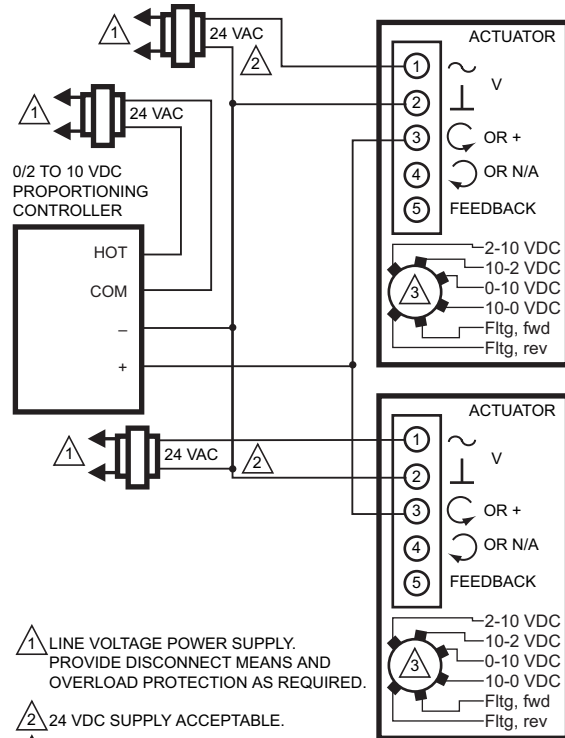 1
24 VAC
2
1
24 VAC
0/2 TO 10 VDC
PROPORTIONING
CONTROLLER
HOT
COM
–
+
1
24 VAC
2
ACTUATOR
1
V
2
3 OR +
4 OR N/A
5 FEEDBACK
2-10 VDC
10-2 VDC
3
0-10 VDC
10-0 VDC
Fltg, fwd
Fltg, rev
ACTUATOR
1
V
2
3 OR +
4 OR N/A
5 FEEDBACK
2-10 VDC
10-2 VDC
3
0-10 VDC
10-0 VDC
Fltg, fwd
Fltg, rev
1 LINE VOLTAGE POWER SUPPLY.
PROVIDE DISCONNECT MEANS AND
OVERLOAD PROTECTION AS REQUIRED.
2 24 VDC SUPPLY ACCEPTABLE.